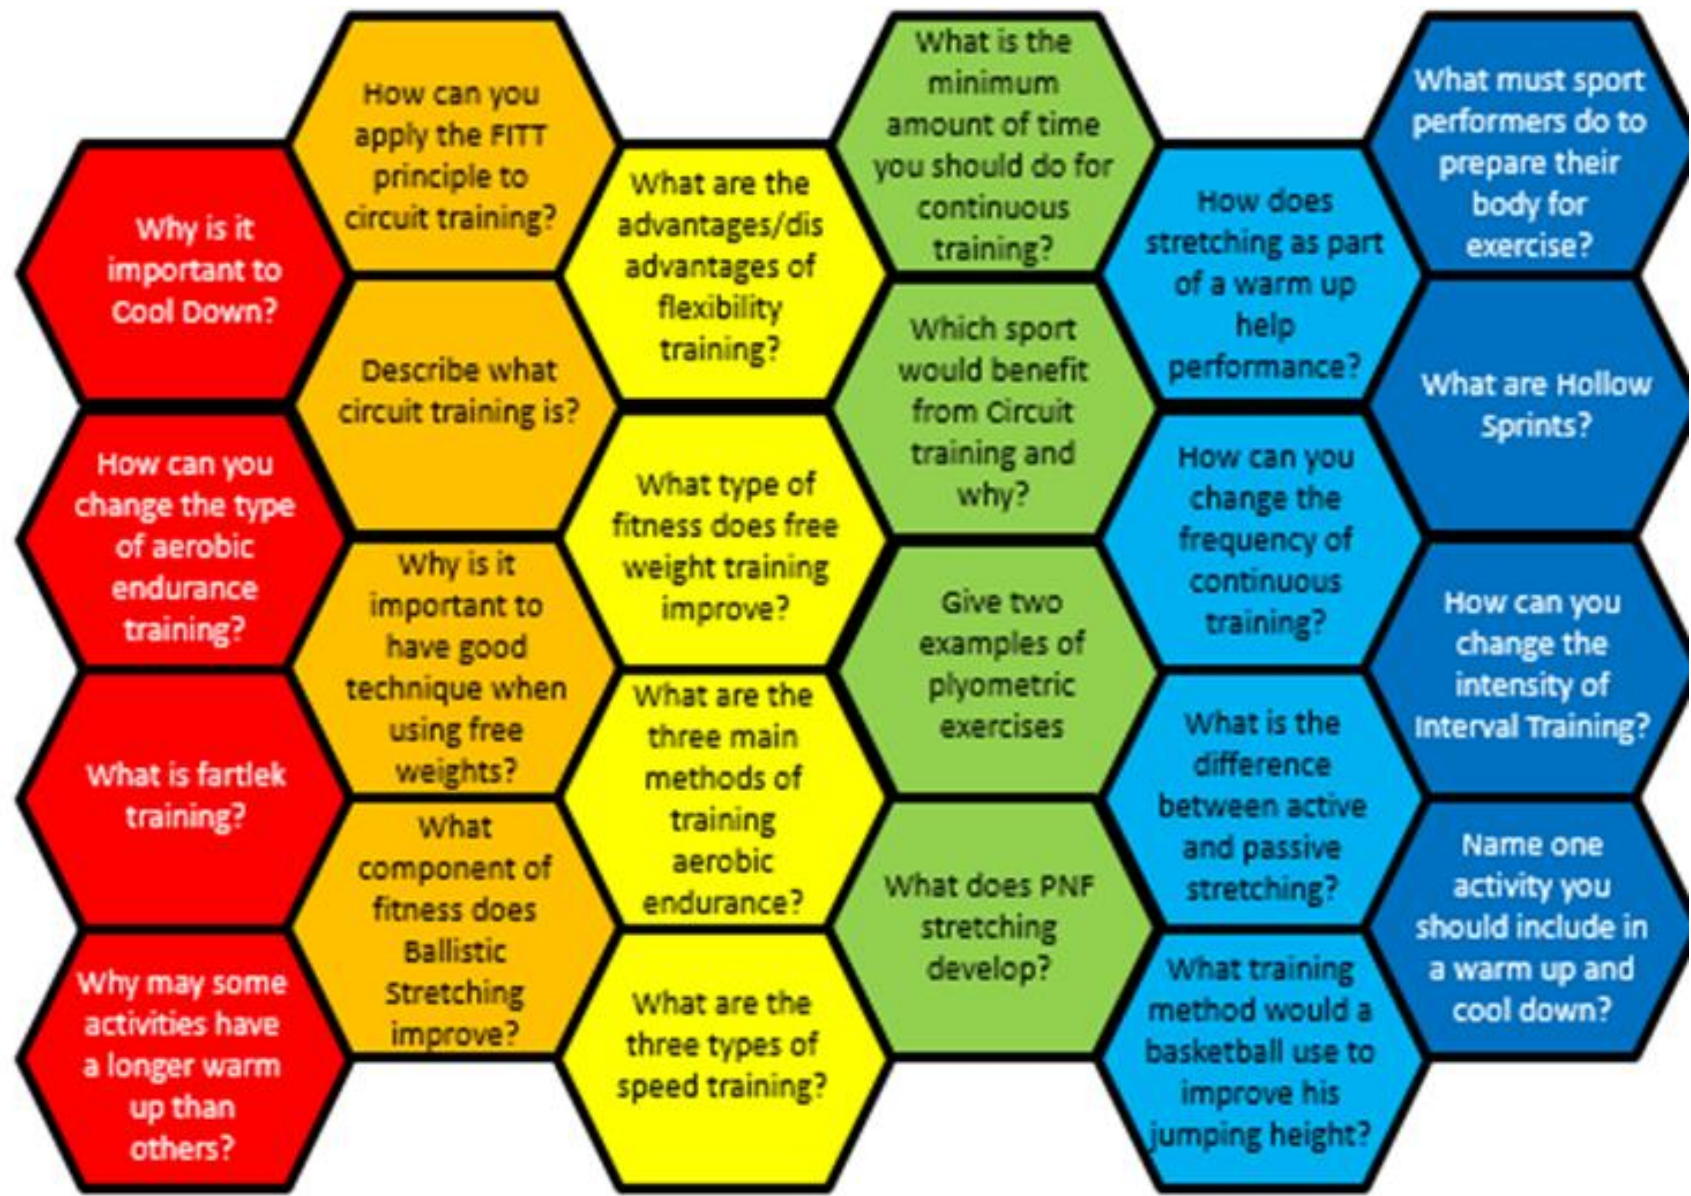 Why is it
important to
Cool Down?
How can you
change the type
of aerobic
endurance
training?
What is fartlek
training?
Why may some
activities have
a longer warm
up than
others?
How can you
apply the FITT
principle to
circuit training?
Describe what
circuit training is?
Why is it
important to
have good
technique when
using free
weights?
What
component of
fitness does
Ballistic
Stretching
improve?
What are the
advantages/dis
advantages of
flexibility
training?
What type of
fitness does free
weight training
improve?
What are the
three main
methods of
training
aerobic
endurance?
What are the
three types of
speed training?
What is the
minimum
amount of time
you should do for
continuous
training?
Which sport
would benefit
from Circuit
training and
why?
Give two
examples of
plyometric
exercises
What does PNF
stretching
develop?
How does
stretching as part
of a warm up
help
performance?
How can you
change the
frequency of
continuous
training?
What is the
difference
between active
and passive
stretching?
What training
method would a
basketball use to
improve his
jumping height?
What must sport
performers do to
prepare their
body for
exercise?
What are Hollow
Sprints?
How can you
change the
intensity of
Interval Training?
Name one
activity you
should include in
a warm up and
cool down?